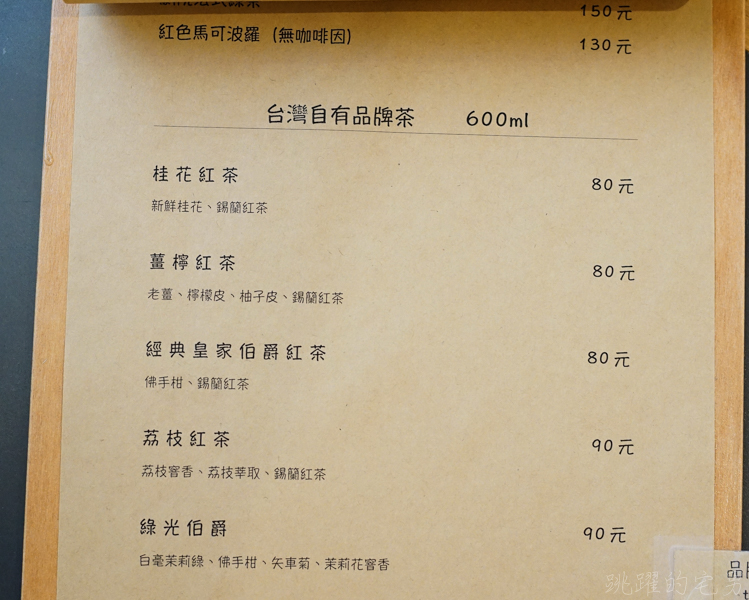 150元
紅色馬可波羅 (無咖啡因) 130元
台灣自有品牌茶 600ml
桂花紅茶 80元
新鮮桂花、錫蘭紅茶
薑檸紅茶 80元
老薑、檸檬皮、柚子皮、錫蘭紅茶
經典皇家伯爵紅茶 80元
佛手柑、錫蘭紅茶
荔枝紅茶 90元
荔枝窨香、荔枝莘取、錫蘭紅茶
綠光伯爵 90元
白毫茉莉綠、佛手柑、矢車菊、茉莉花窨香
跳躍的宅男